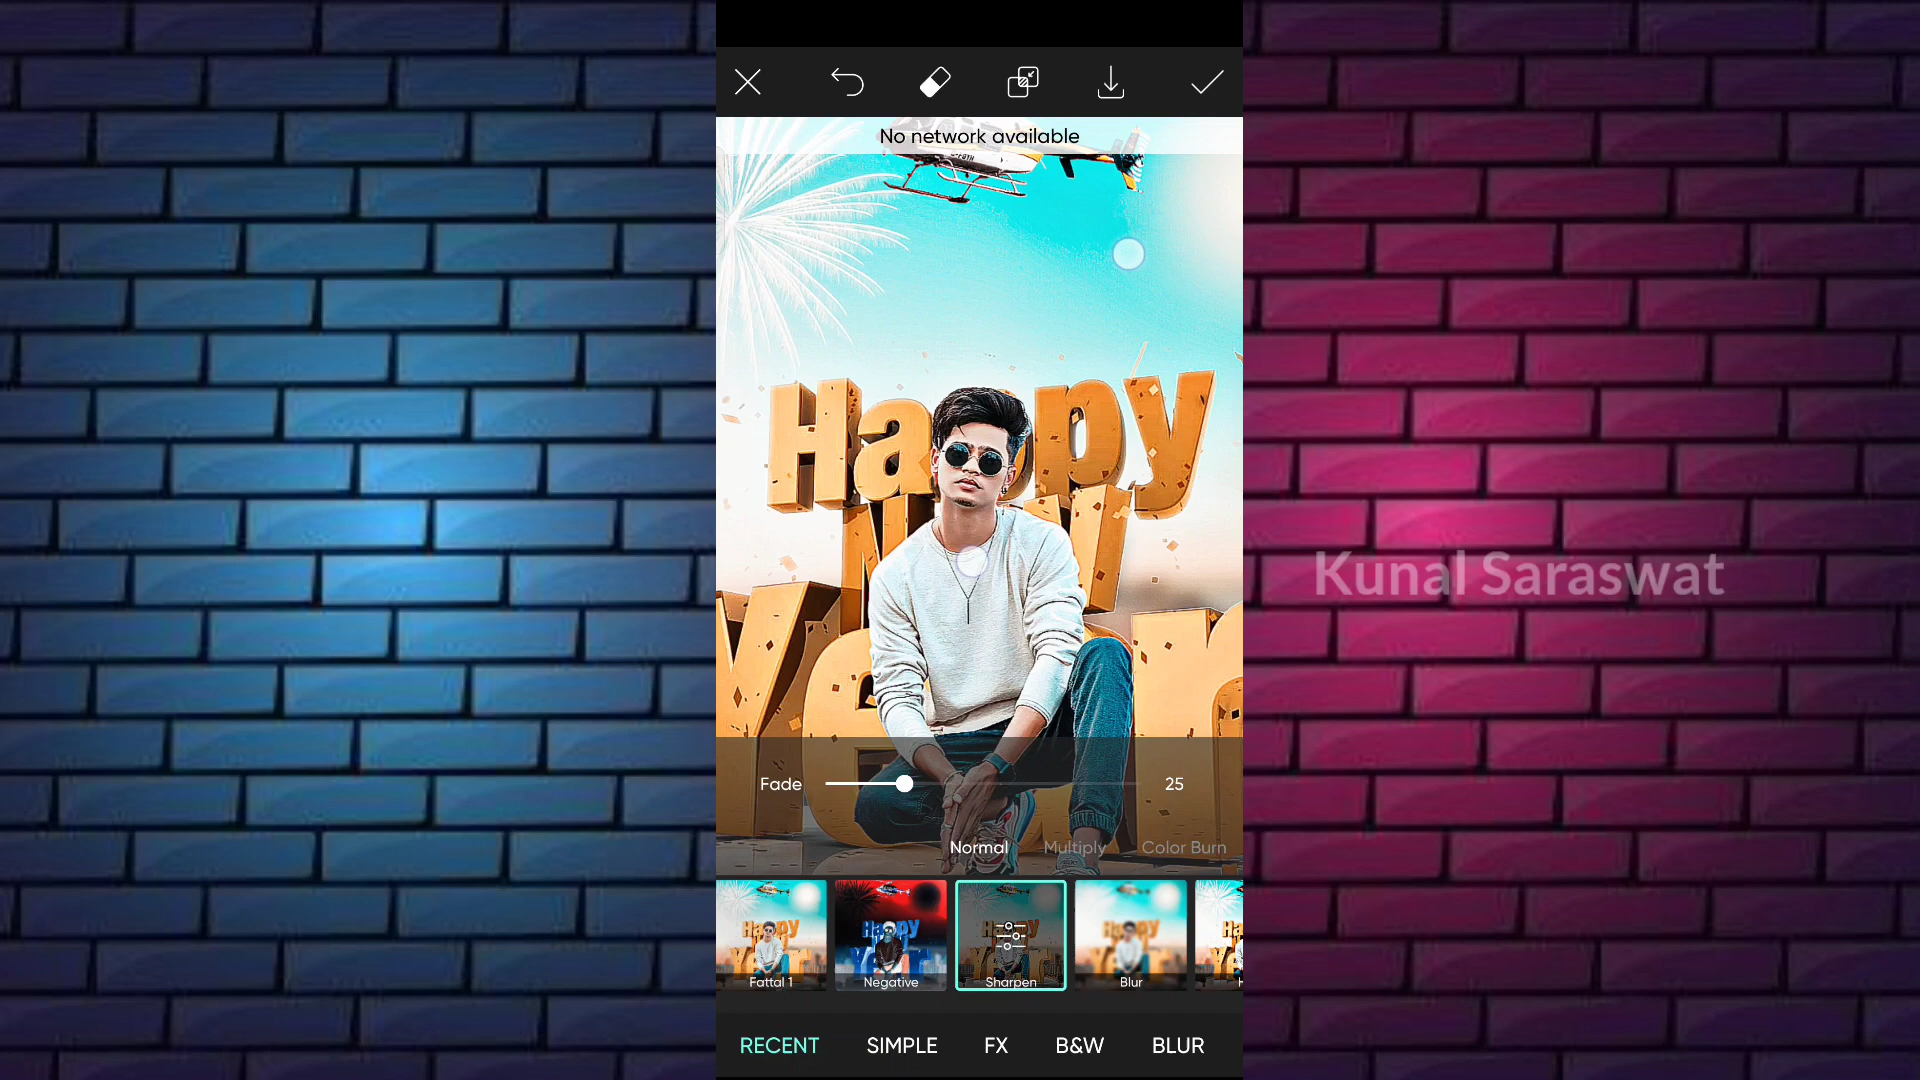 No network available
Happy
New
Year
Kunal Saraswat
Fade 25
Normal Multiply Color Burn
Fattal 1 Negative Sharpen Blur
RECENT SIMPLE FX B&W BLUR